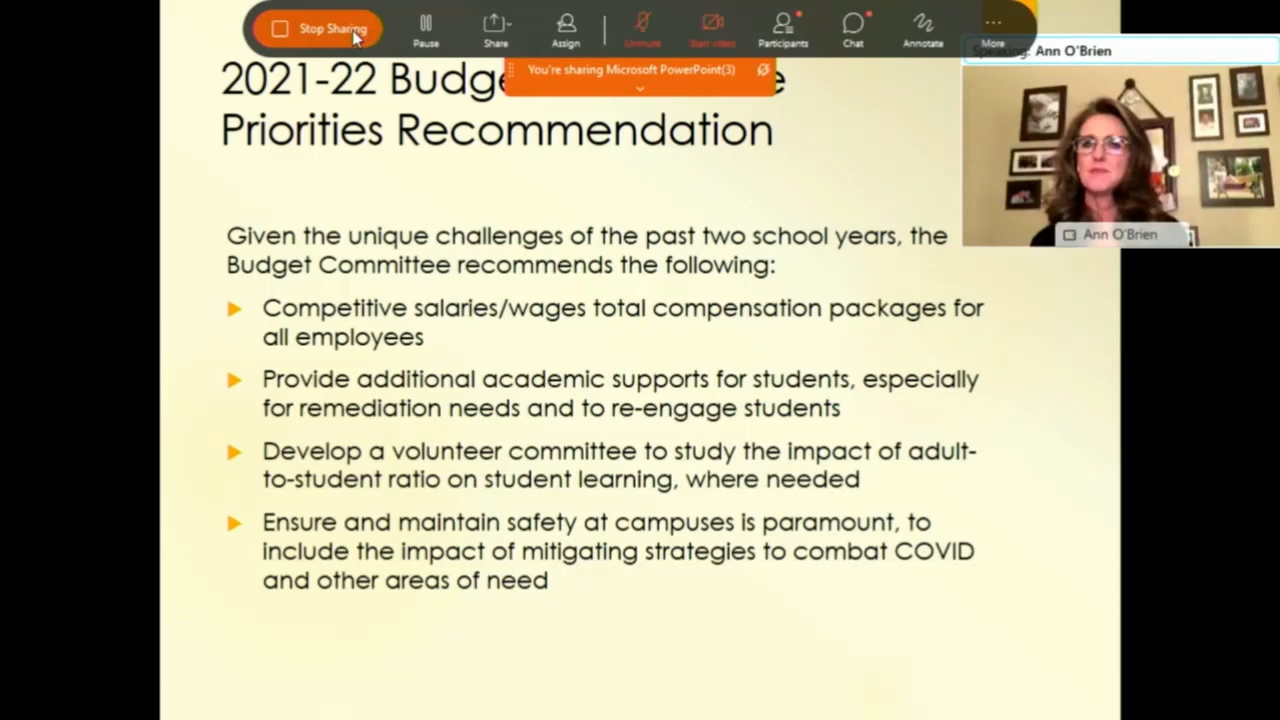 Stop Sharing
Pause
Share
Assign
Unmute
Start video
Participants
Chat
Annotate
More
You're sharing Microsoft PowerPoint(3)
Speaking: Ann O'Brien
Ann O'Brien
2021-22 Budg e
Priorities Recommendation
Given the unique challenges of the past two school years, the
Budget Committee recommends the following:
Competitive salaries/wages total compensation packages for
all employees
Provide additional academic supports for students, especially
for remediation needs and to re-engage students
Develop a volunteer committee to study the impact of adult-
to-student ratio on student learning, where needed
Ensure and maintain safety at campuses is paramount, to
include the impact of mitigating strategies to combat COVID
and other areas of need